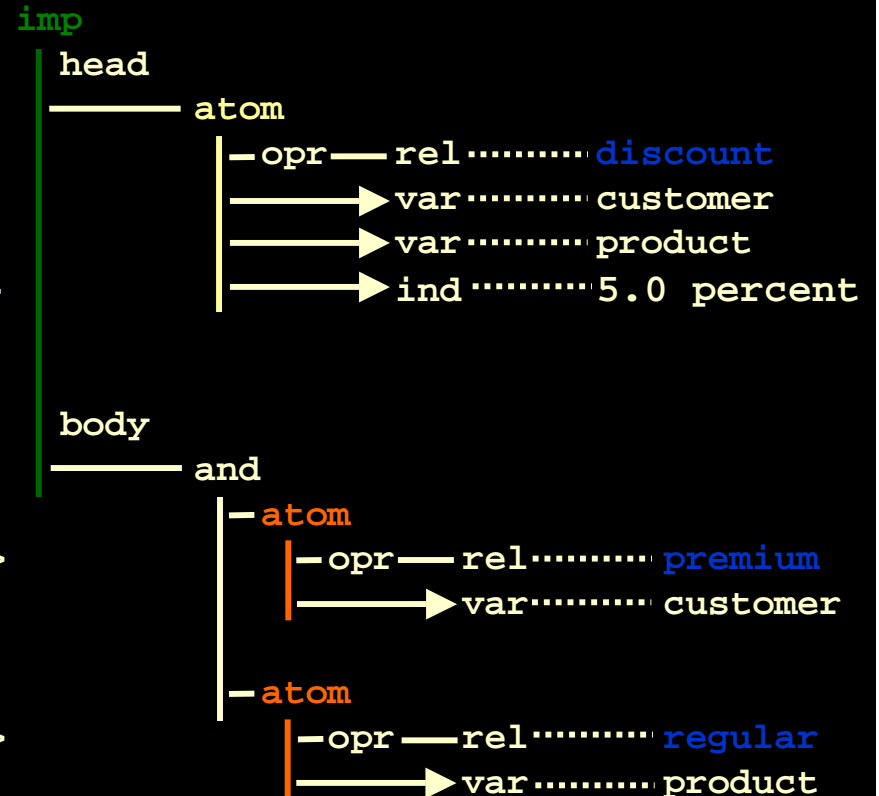 imp
head
atom
opr rel discount
var customer
var product
ind 5.0 percent
body
and
atom
opr rel premium
var customer
atom
opr rel regular
var product